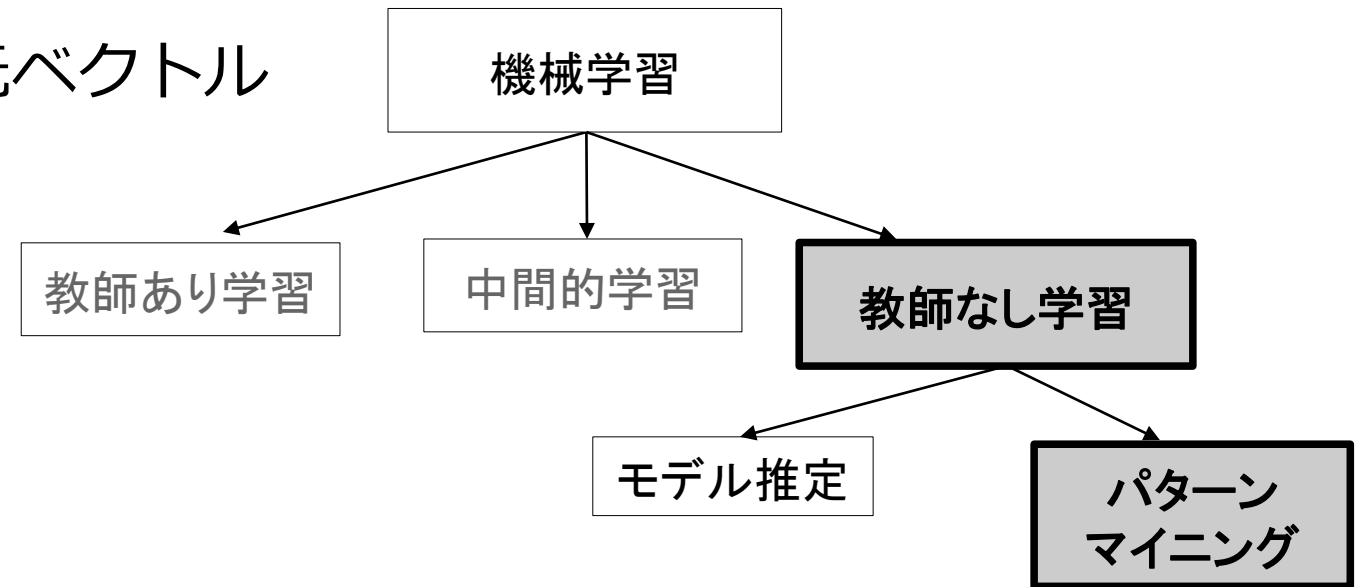 ベクトル
機械学習
教師あり学習
中間的学習
教師なし学習
モデル推定
パターン
マイニング